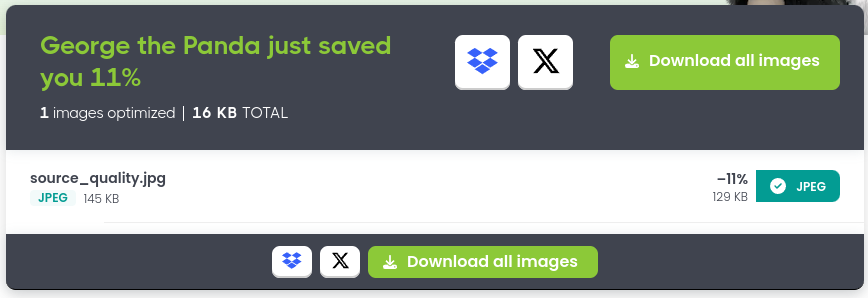 George the Panda just saved
you 11%
1 images optimized | 16 KB TOTAL
Download all images
source_quality.jpg
JPEG 145 KB
–11%
129 KB
JPEG
Download all images